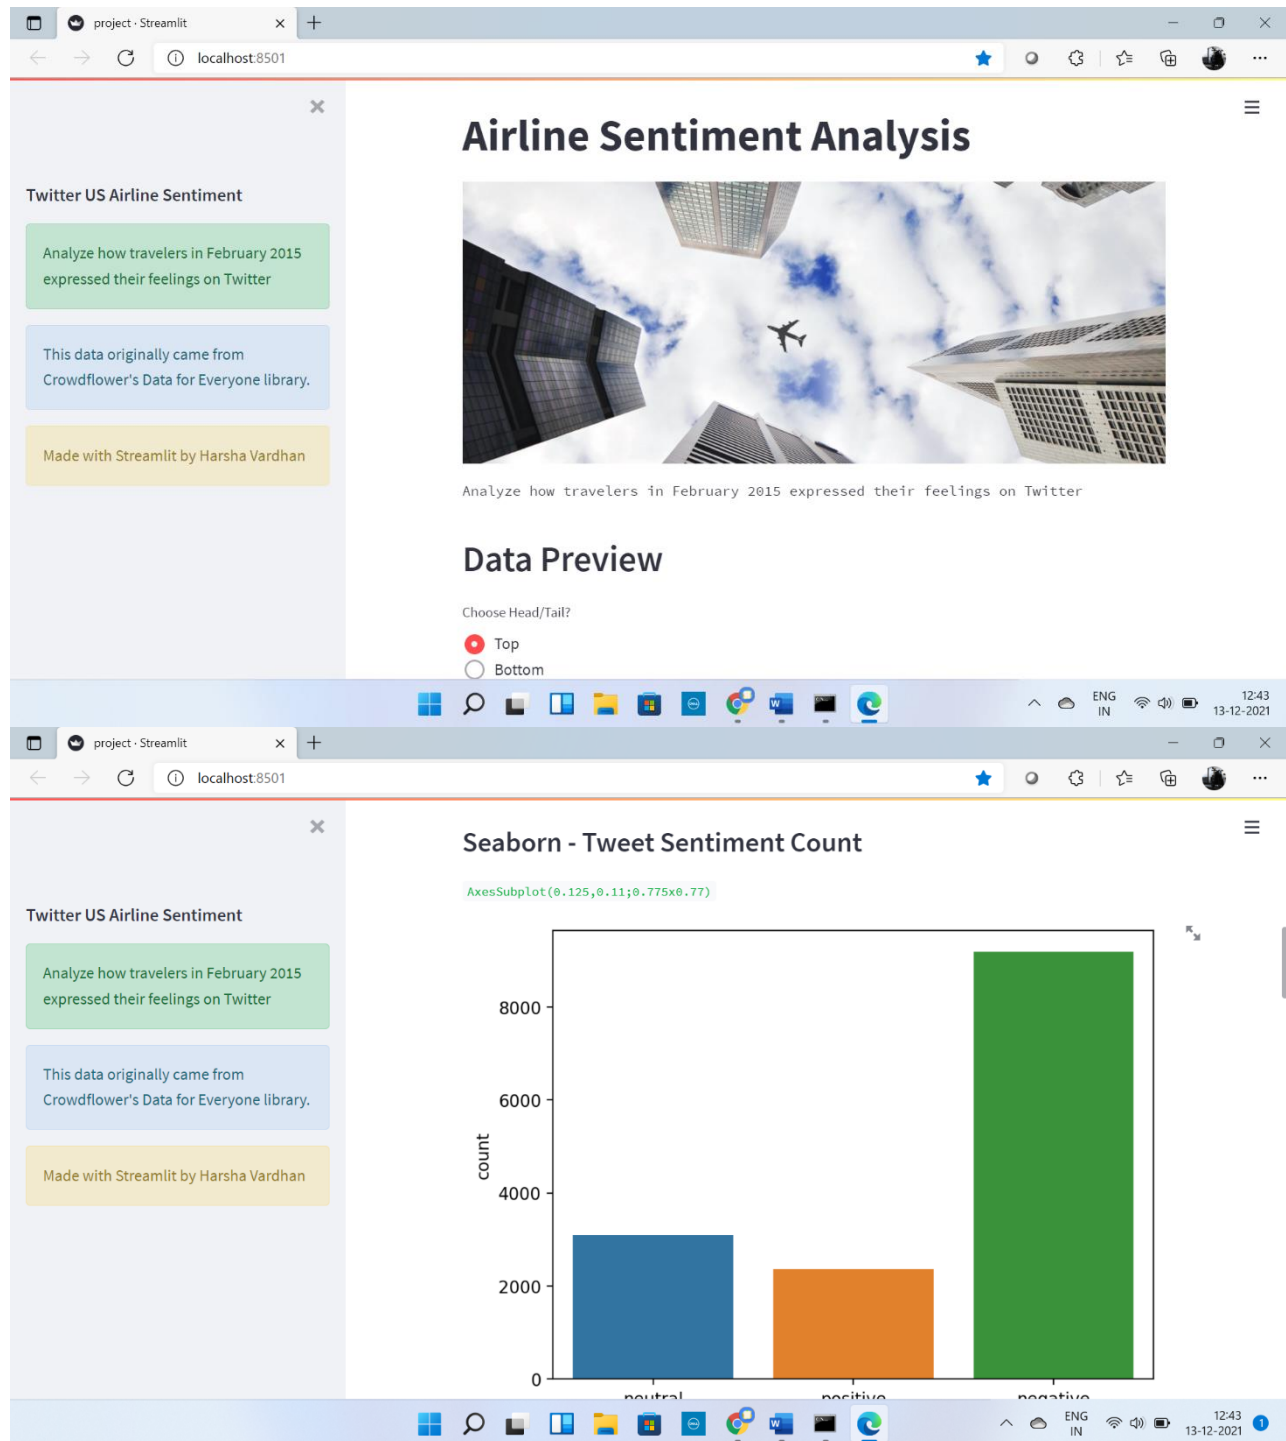 project · Streamlit
localhost:8501
Airline Sentiment Analysis
Twitter US Airline Sentiment
Analyze how travelers in February 2015
expressed their feelings on Twitter
This data originally came from
Crowdflower's Data for Everyone library.
Made with Streamlit by Harsha Vardhan
Analyze how travelers in February 2015 expressed their feelings on Twitter
Data Preview
Choose Head/Tail?
Top
Bottom
ENG
IN
12:43
13-12-2021
project · Streamlit
localhost:8501
Twitter US Airline Sentiment
Analyze how travelers in February 2015
expressed their feelings on Twitter
This data originally came from
Crowdflower's Data for Everyone library.
Made with Streamlit by Harsha Vardhan
Seaborn - Tweet Sentiment Count
AxesSubplot(0.125,0.11;0.775x0.77)
8000
6000
count
4000
2000
0
neutral positive negative
ENG
IN
12:43
13-12-2021
1